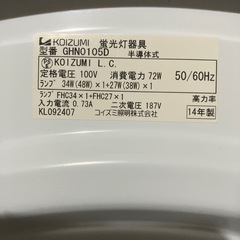 KOIZUMI 蛍光灯器具
型番 GHN0105D 半導体式
KOIZUMI L.C.
定格電圧 100V 消費電力 72W 50/60Hz
ランプ 34W(48W)×1+27W(38W)×1
ランプ FHC34×1+FHC27×1 高力率
入力電流 0.73A 二次電圧 187V 14年製
KL092407 コイズミ照明株式会社